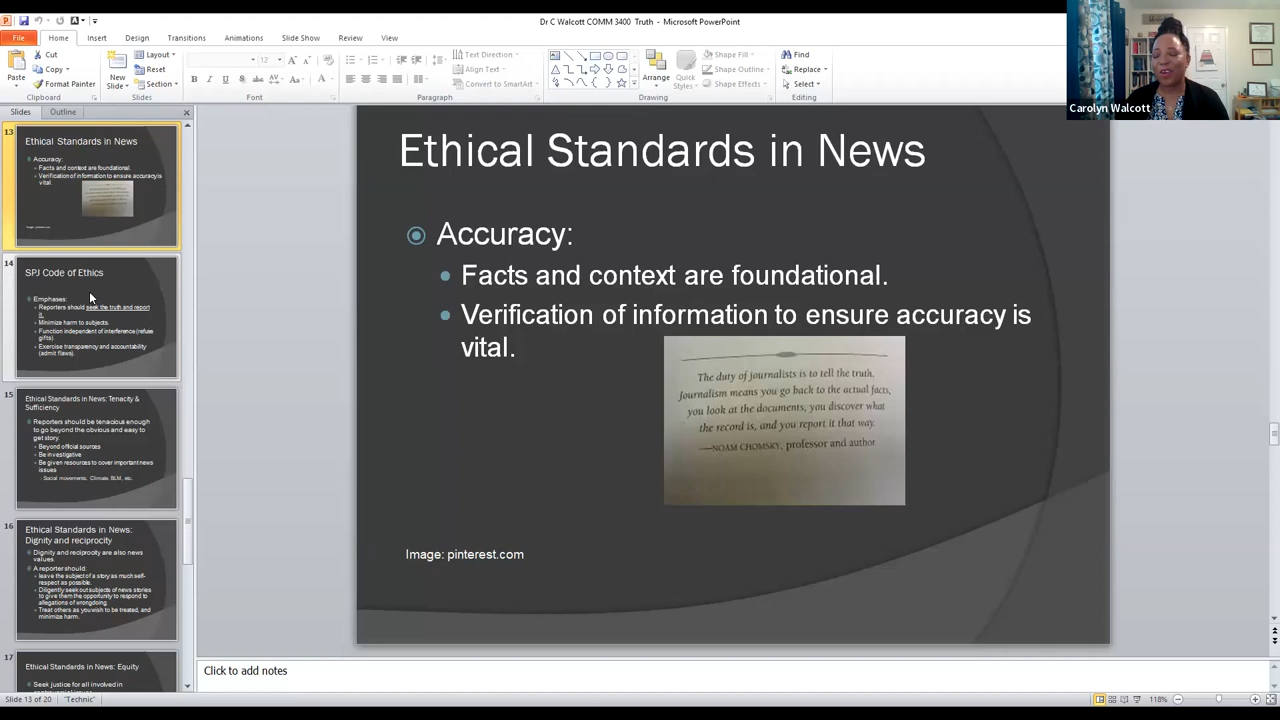 Dr C Walcott COMM 3400 Truth - Microsoft PowerPoint
File
Home
Insert
Design
Transitions
Animations
Slide Show
Review
View
Paste
Cut
Copy
Format Painter
Clipboard
New
Slide
Layout
Reset
Section
Slides
12
Font
Text Direction
Align Text
Convert to SmartArt
Paragraph
Arrange
Quick
Styles
Shape Fill
Shape Outline
Shape Effects
Drawing
Find
Replace
Select
Editing
Carolyn Walcott
Slides
Outline
13
Ethical Standards in News
Accuracy:
Facts and context are foundational.
Verification of information to ensure accuracy is
vital.
14
SPJ Code of Ethics
Emphases:
Reporters should seek the truth and report
it.
Minimize harm to subjects.
Function independent of interference (refuse
gifts)
Exercise transparency and accountability
(admit flaws).
15
Ethical Standards in News: Tenacity &
Sufficiency
Reporters should be tenacious enough
to go beyond the obvious and easy to
get story.
Beyond official sources
Be investigative
Be given resources to cover important news
issues
Social movements, Climate, BLM, etc.
16
Ethical Standards in News:
Dignity and reciprocity
Dignity and reciprocity are also news
values.
A reporter should:
leave the subject of a story as much self-
respect as possible.
Diligently seek out subjects of news stories
to give them the opportunity to respond to
allegations of wrongdoing.
Treat others as you wish to be treated, and
minimize harm.
17
Ethical Standards in News: Equity
Seek justice for all involved in
Ethical Standards in News
Accuracy:
Facts and context are foundational.
Verification of information to ensure accuracy is
vital.
The duty of journalists is to tell the truth.
Journalism means you go back to the actual facts,
you look at the documents, you discover what
the record is, and you report it that way.
—NOAM CHOMSKY, professor and author
Image: pinterest.com
Click to add notes
Slide 13 of 20
"Technic"
118%